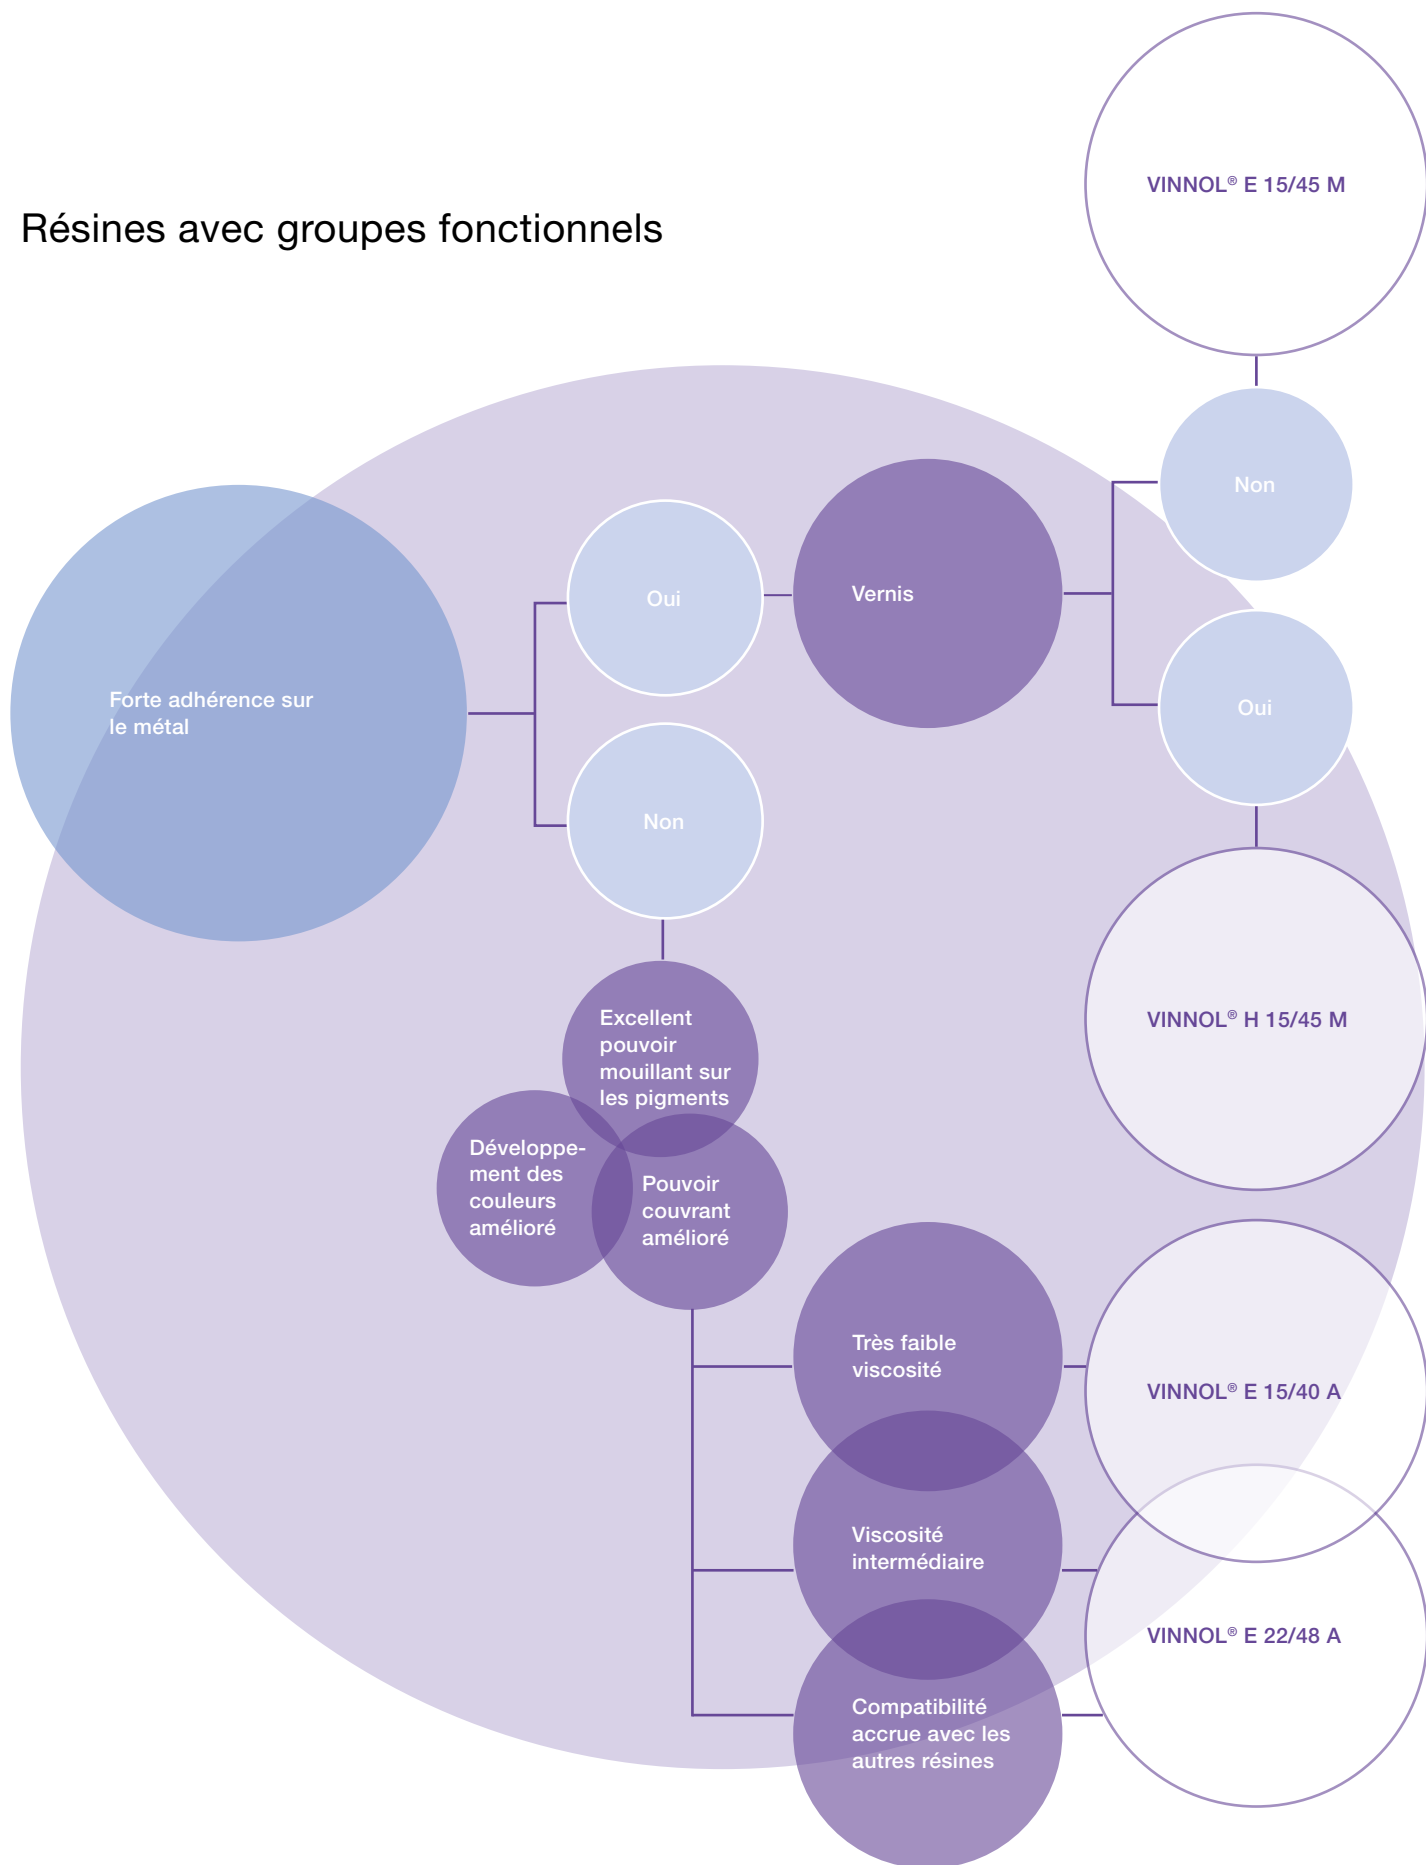 VINNOL® E 15/45 M
Résines avec groupes fonctionnels
Non
Oui
Vernis
Forte adhérence sur
le métal
Oui
Non
Excellent
pouvoir
mouillant sur
les pigments
VINNOL® H 15/45 M
Développe-
ment des
couleurs
amélioré
Pouvoir
couvrant
amélioré
Très faible
viscosité
VINNOL® E 15/40 A
Viscosité
intermédiaire
VINNOL® E 22/48 A
Compatibilité
accrue avec les
autres résines